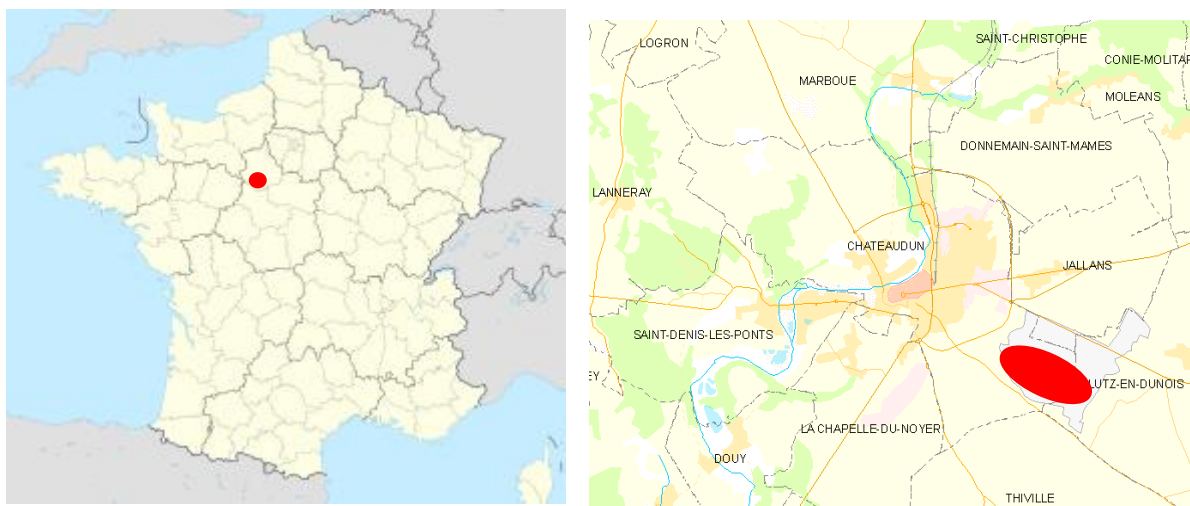 SAINT-CHRISTOPHE
LOGRON
CONIE-MOLITAR
MARBOUE
MOLEANS
DONNEMAIN-SAINT-MAMES
LANNERAY
CHATEAUDUN
JALLANS
SAINT-DENIS-LES-PONTS
EY
LUTZ-EN-DUNOIS
LA CHAPELLE-DU-NOYER
DOUY
THIVILLE